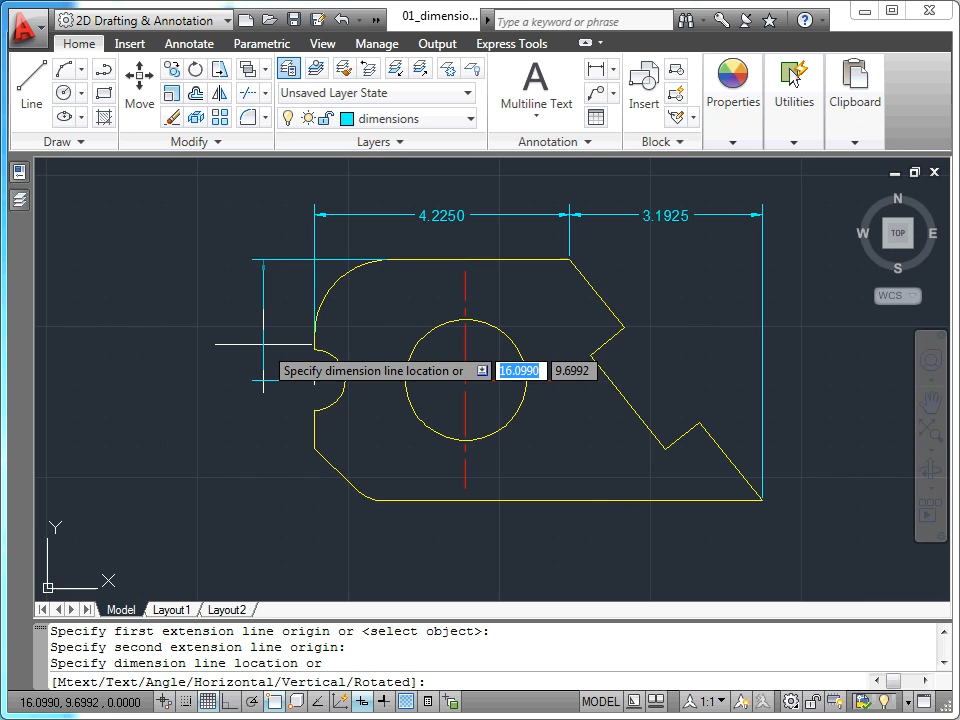 2D Drafting & Annotation
01_dimensio...
Type a keyword or phrase
Home Insert Annotate Parametric View Manage Output Express Tools
Line
Move
Unsaved Layer State
dimensions
Multiline Text
Insert
Properties
Utilities
Clipboard
Draw Modify Layers Annotation Block
4.2250
3.1925
N
W TOP E
S
WCS
Specify dimension line location or 16.0990 9.6992
Y
X
Model Layout1 Layout2
Specify first extension line origin or <select object>:
Specify second extension line origin:
Specify dimension line location or
[Mtext/Text/Angle/Horizontal/Vertical/Rotated]:
16.0990, 9.6992, 0.0000
MODEL
1:1